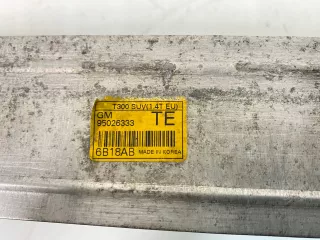 T300 SUV(1.4T EU)
GM TE
95026333
6B18AB MADE IN KOREA